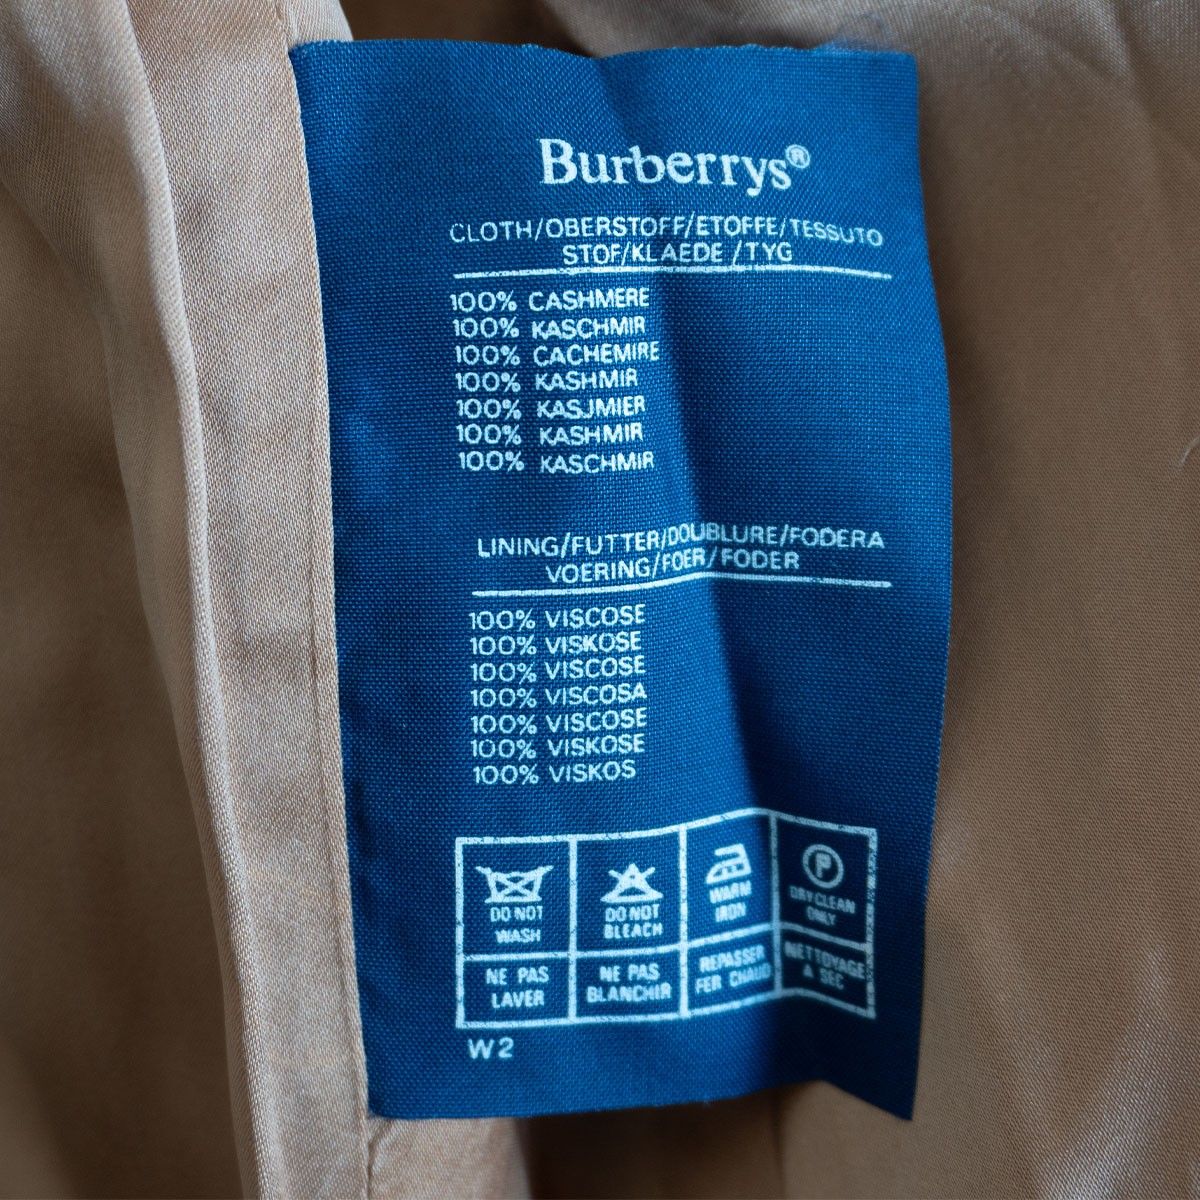 Burberrys®
CLOTH/OBERSTOFF/ETOFFE/TESSUTO
STOF/KLAEDE/TYG
100% CASHMERE
100% KASCHMIR
100% CACHEMIRE
100% KASHMIR
100% KASJMIER
100% KASHMIR
100% KASCHMIR
LINING/FUTTER/DOUBLURE/FODERA
VOERING/FOER/FODER
100% VISCOSE
100% VISKOSE
100% VISCOSE
100% VISCOSA
100% VISCOSE
100% VISKOSE
100% VISKOS
DO NOT
WASH
DO NOT
BLEACH
WARM
IRON
P
DRY CLEAN
ONLY
NE PAS
LAVER
NE PAS
BLANCHIR
REPASSER
FER CHAUD
NETTOYAGE
A SEC
W2